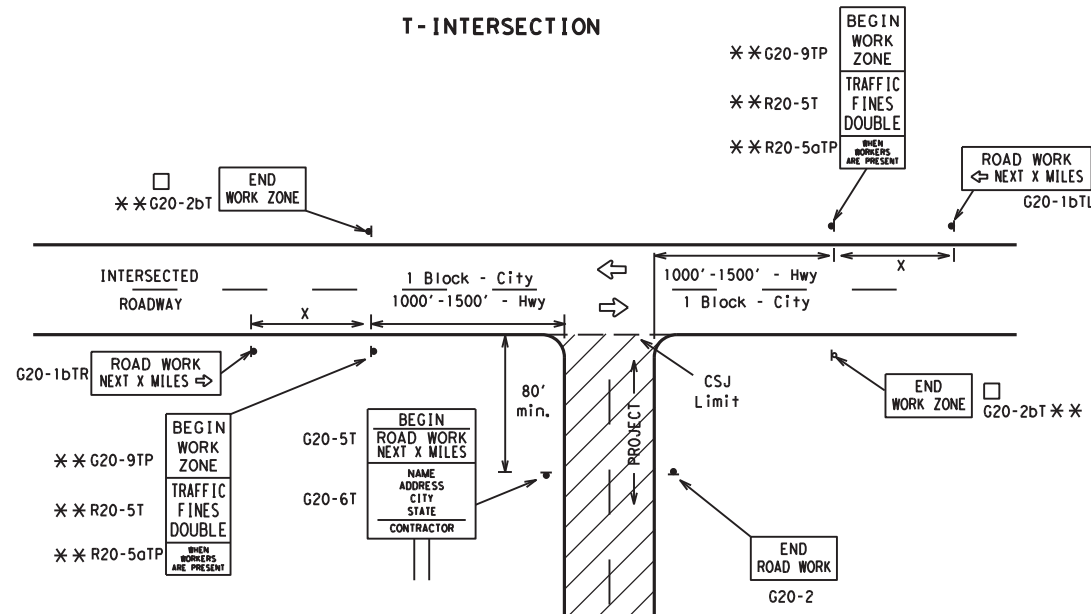 T-INTERSECTION
BEGIN
WORK
ZONE
TRAFFIC
FINES
DOUBLE
WHEN
WORKERS
ARE PRESENT
**G20-9TP
**R20-5T
**R20-5aTP
ROAD WORK
⇦ NEXT X MILES
G20-1bTL
□
**G20-2bT
END
WORK ZONE
INTERSECTED
ROADWAY
1 Block - City
1000'-1500' - Hwy
X
1000'-1500' - Hwy
1 Block - City
X
G20-1bTR
ROAD WORK
NEXT X MILES ⇨
80'
min.
CSJ
Limit
PROJECT
END
WORK ZONE
□
G20-2bT **
BEGIN
WORK
ZONE
TRAFFIC
FINES
DOUBLE
WHEN
WORKERS
ARE PRESENT
**G20-9TP
**R20-5T
**R20-5aTP
G20-5T
BEGIN
ROAD WORK
NEXT X MILES
G20-6T
NAME
ADDRESS
CITY
STATE
CONTRACTOR
END
ROAD WORK
G20-2